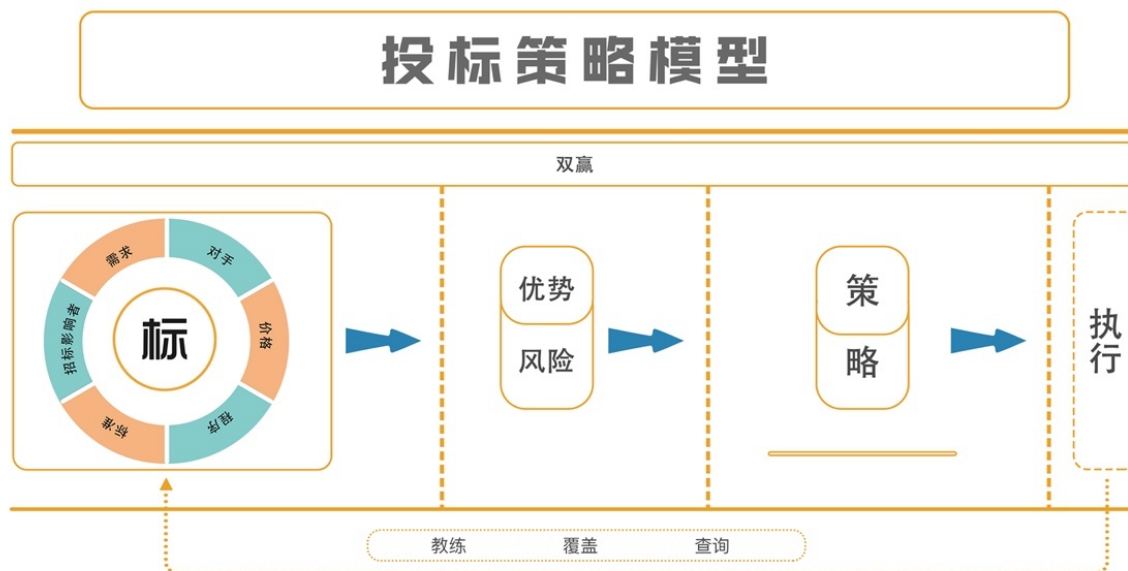 投标策略模型
双赢
需求
对手
招标影响者
标
价格
标准
程序
优势
风险
策
略
执
行
教练 覆盖 查询